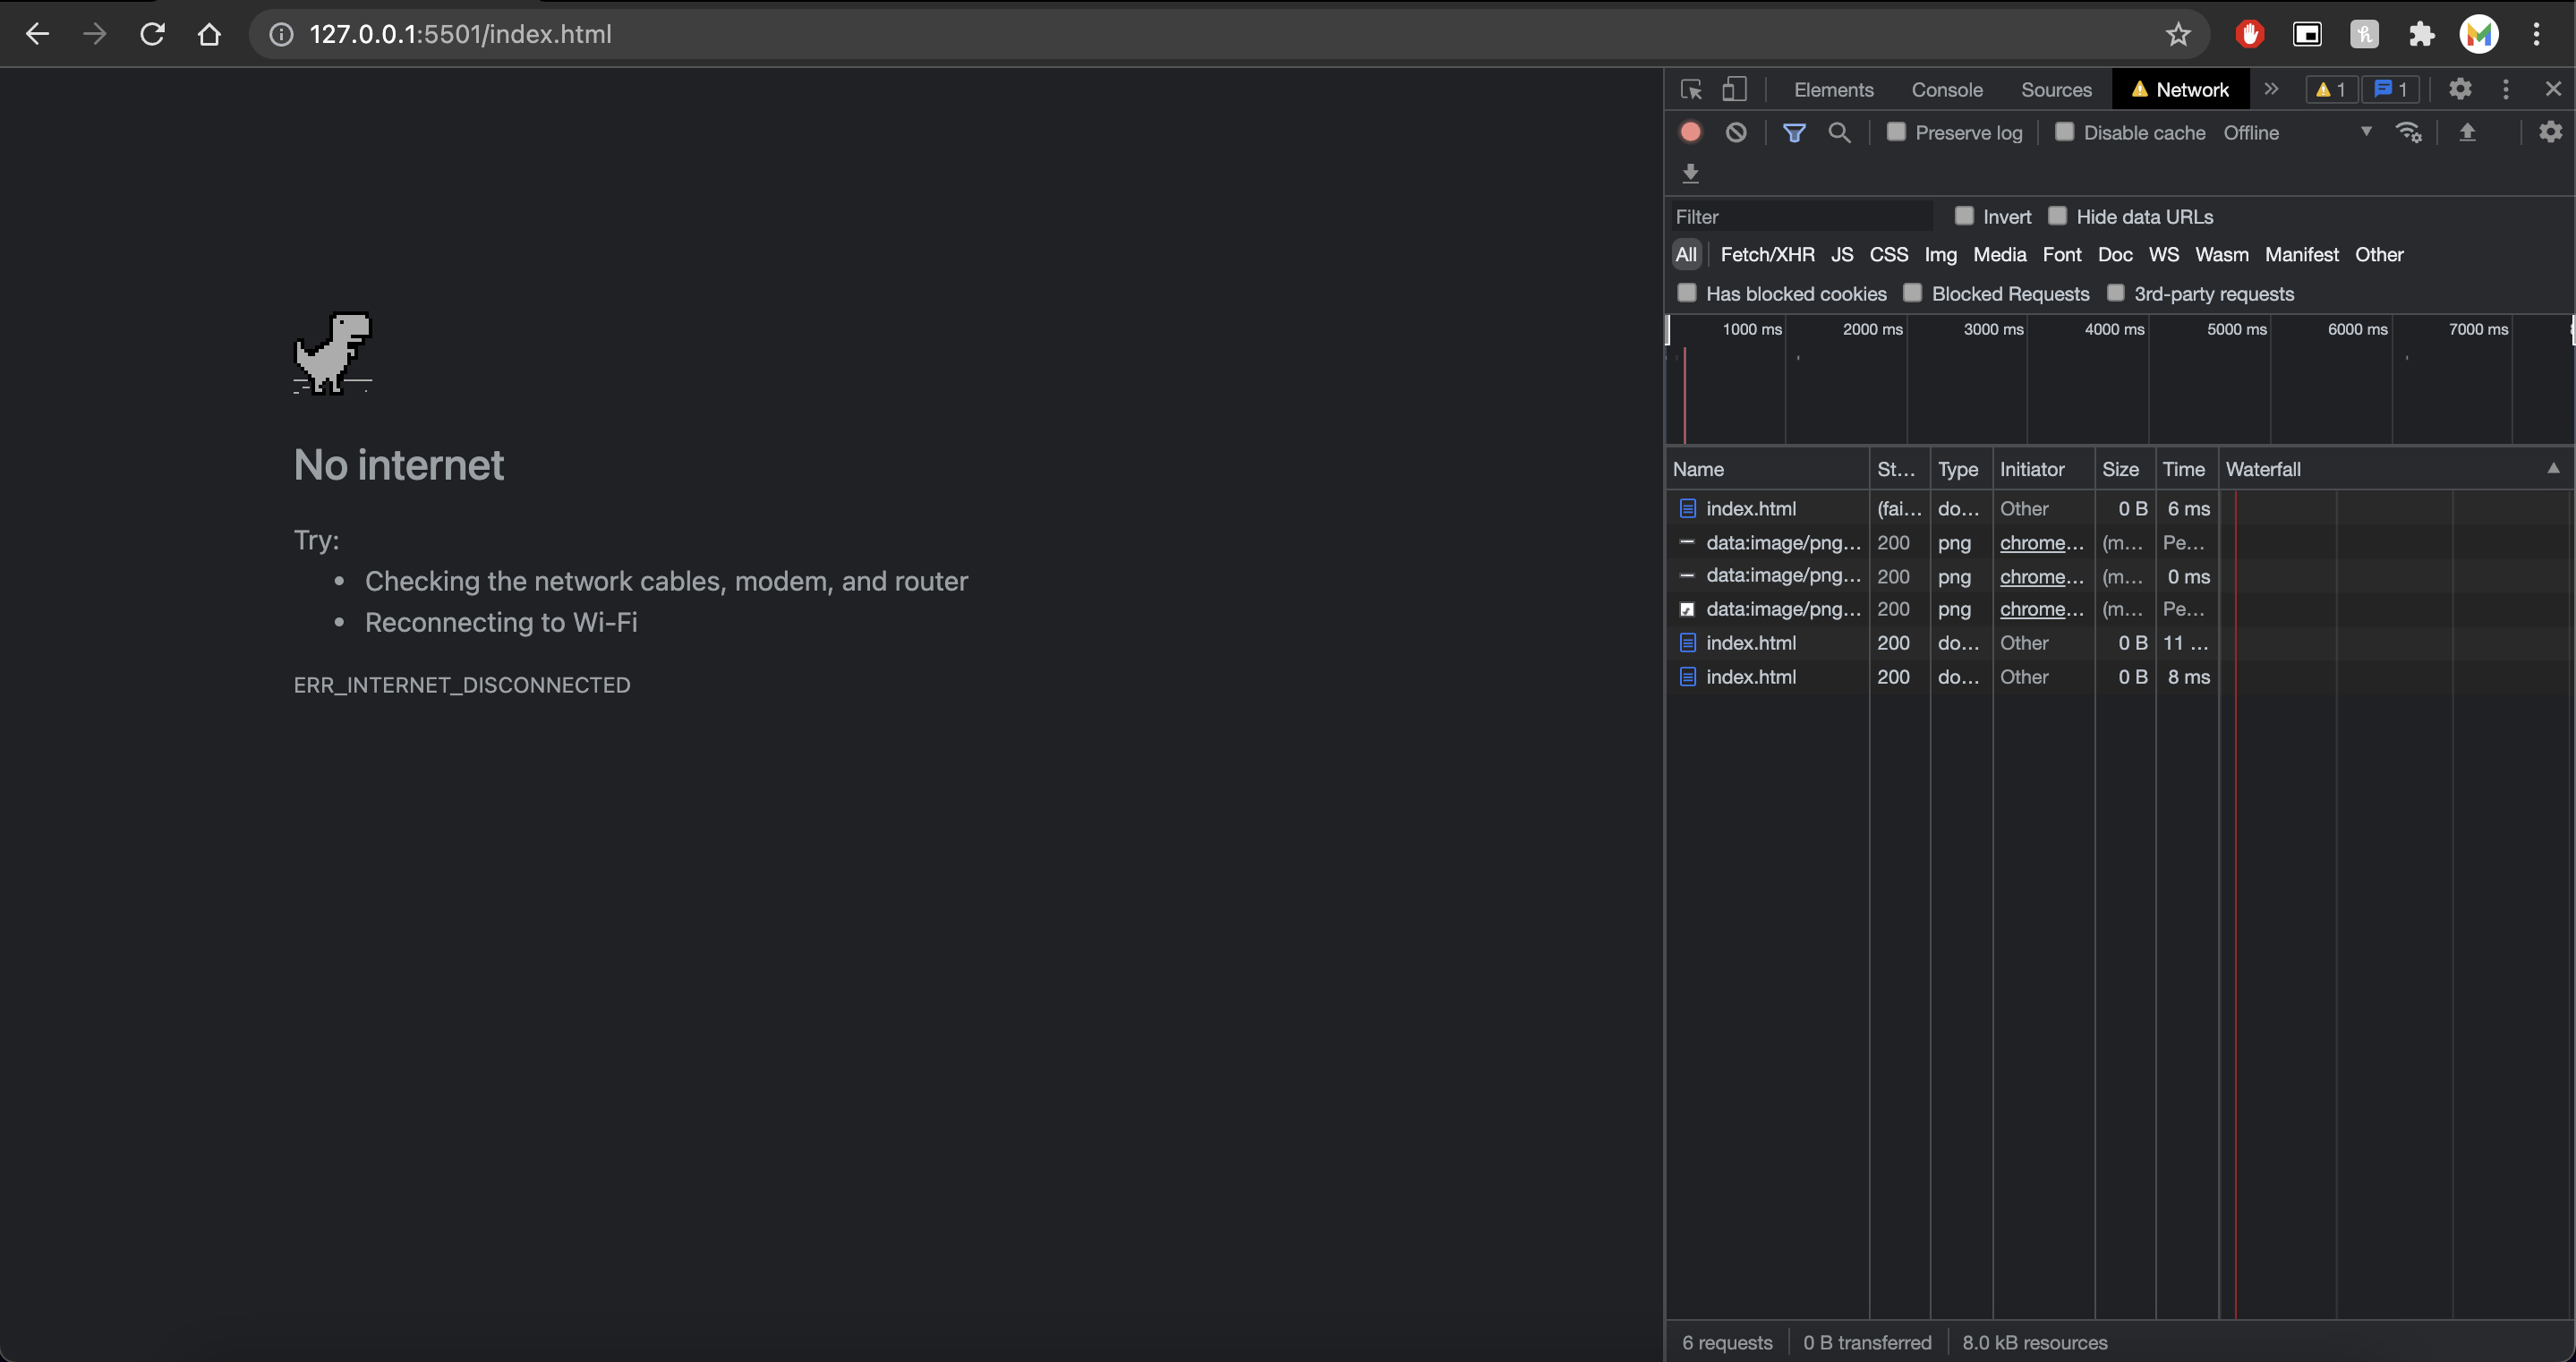 127.0.0.1:5501/index.html
Elements Console Sources Network 1 1
Preserve log Disable cache Offline
Filter Invert Hide data URLs
All Fetch/XHR JS CSS Img Media Font Doc WS Wasm Manifest Other
Has blocked cookies Blocked Requests 3rd-party requests
1000 ms 2000 ms 3000 ms 4000 ms 5000 ms 6000 ms 7000 ms
No internet
Try:
• Checking the network cables, modem, and router
• Reconnecting to Wi-Fi
ERR_INTERNET_DISCONNECTED
Name St... Type Initiator Size Time Waterfall
index.html (fai... do... Other 0 B 6 ms
data:image/png... 200 png chrome... (m... Pe...
data:image/png... 200 png chrome... (m... 0 ms
data:image/png... 200 png chrome... (m... Pe...
index.html 200 do... Other 0 B 11 ...
index.html 200 do... Other 0 B 8 ms
6 requests 0 B transferred 8.0 kB resources